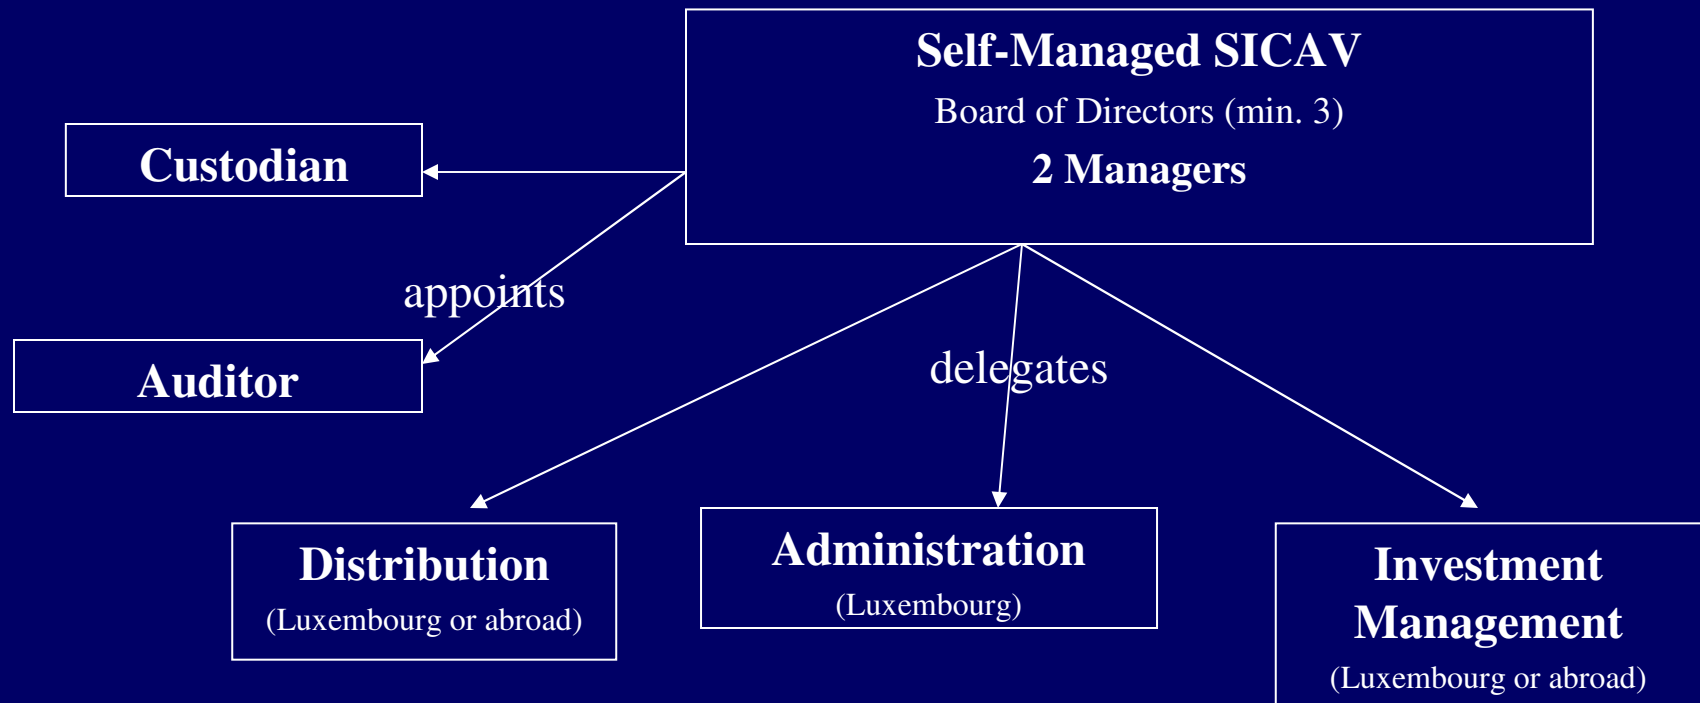 Self-Managed SICAV
Board of Directors (min. 3)
2 Managers
Custodian
appoints
Auditor
delegates
Distribution
(Luxembourg or abroad)
Administration
(Luxembourg)
Investment
Management
(Luxembourg or abroad)